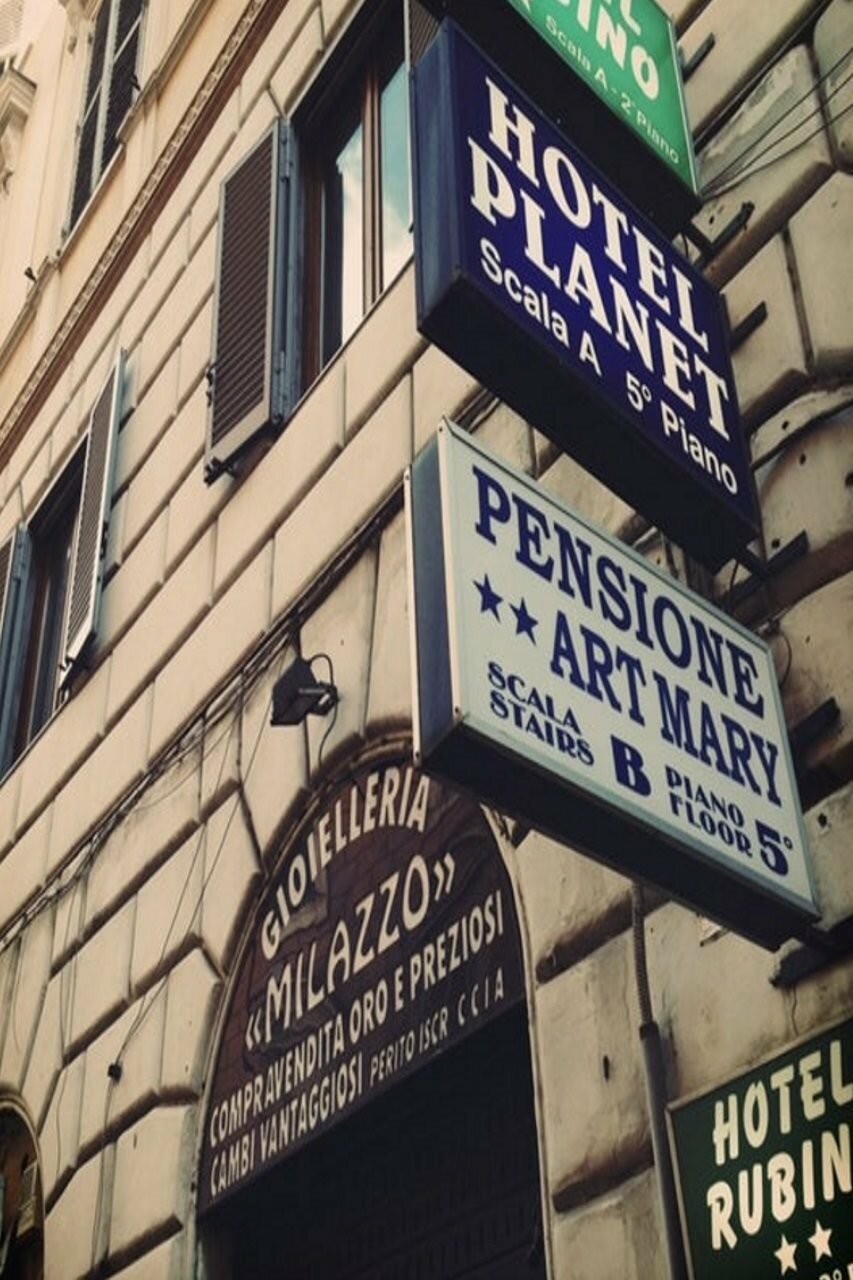 Scala A - 2° Piano
HOTEL
PLANET
Scala A 5° Piano
PENSIONE
★★ ART MARY
SCALA
STAIRS
B
PIANO
FLOOR
5°
GIOIELLERIA
«MILAZZO»
COMPRAVENDITA ORO E PREZIOSI
CAMBI VANTAGGIOSI PERITO ISCR C C I A
HOTEL
RUBIN
★★